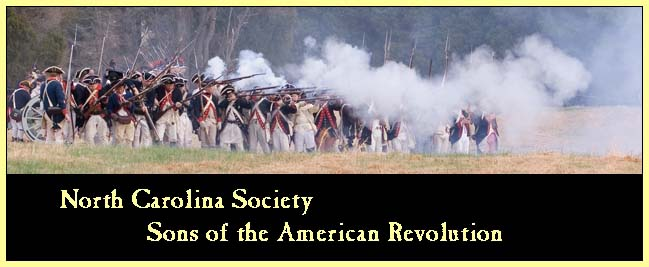 North Carolina Society
Sons of the American Revolution